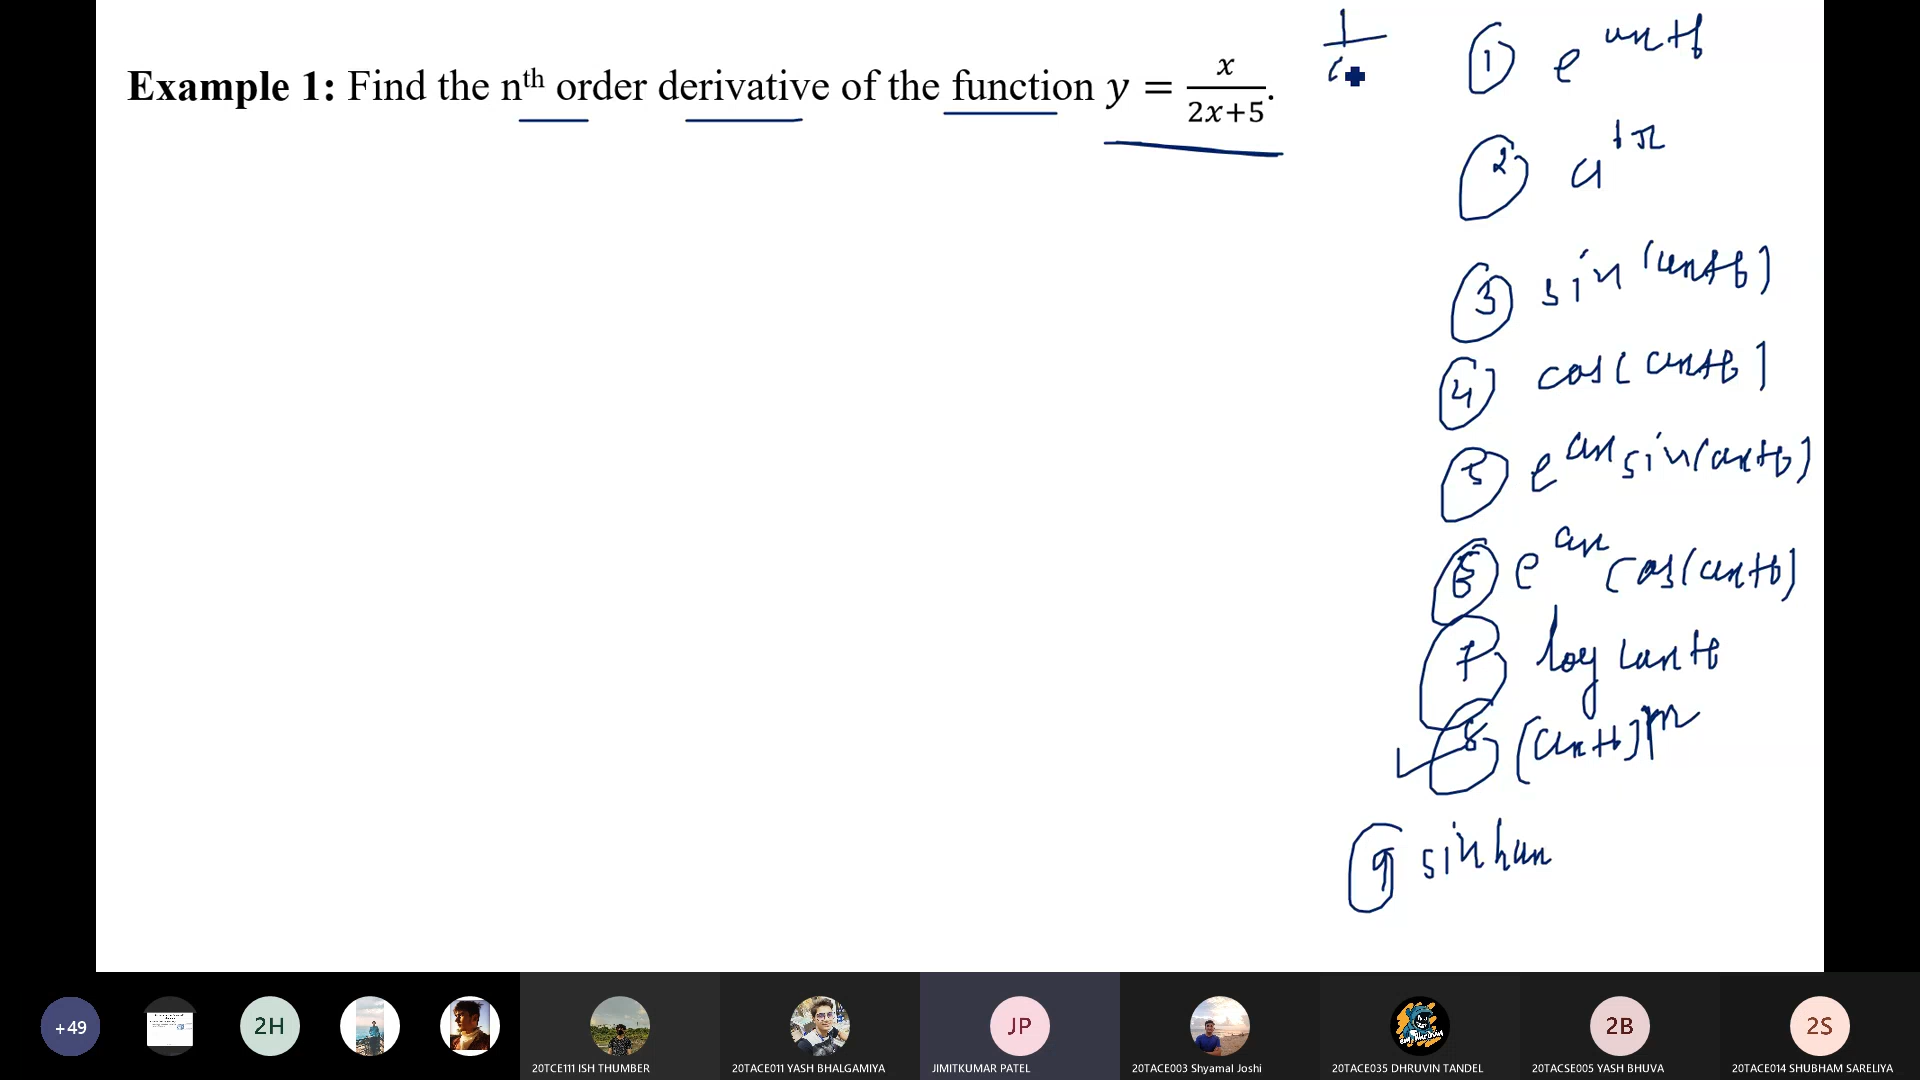 Example 1: Find the nth order derivative of the function y = x/2x+5.
1
① e^ax+b
② a^bx
③ sin(ax+b)
④ cos(ax+b)
⑤ e^ax sin(ax+b)
⑥ e^ax cos(ax+b)
⑦ log(ax+b
⑧ (ax+b)^m
⑨ sinhax
+49
2H
JP
2B
2S
20TCE111 ISH THUMBER
20TACE011 YASH BHALGAMIYA
JIMITKUMAR PATEL
20TACE003 Shyamal Joshi
20TACE035 DHRUVIN TANDEL
20TACSE005 YASH BHUVA
20TACE014 SHUBHAM SARELIYA